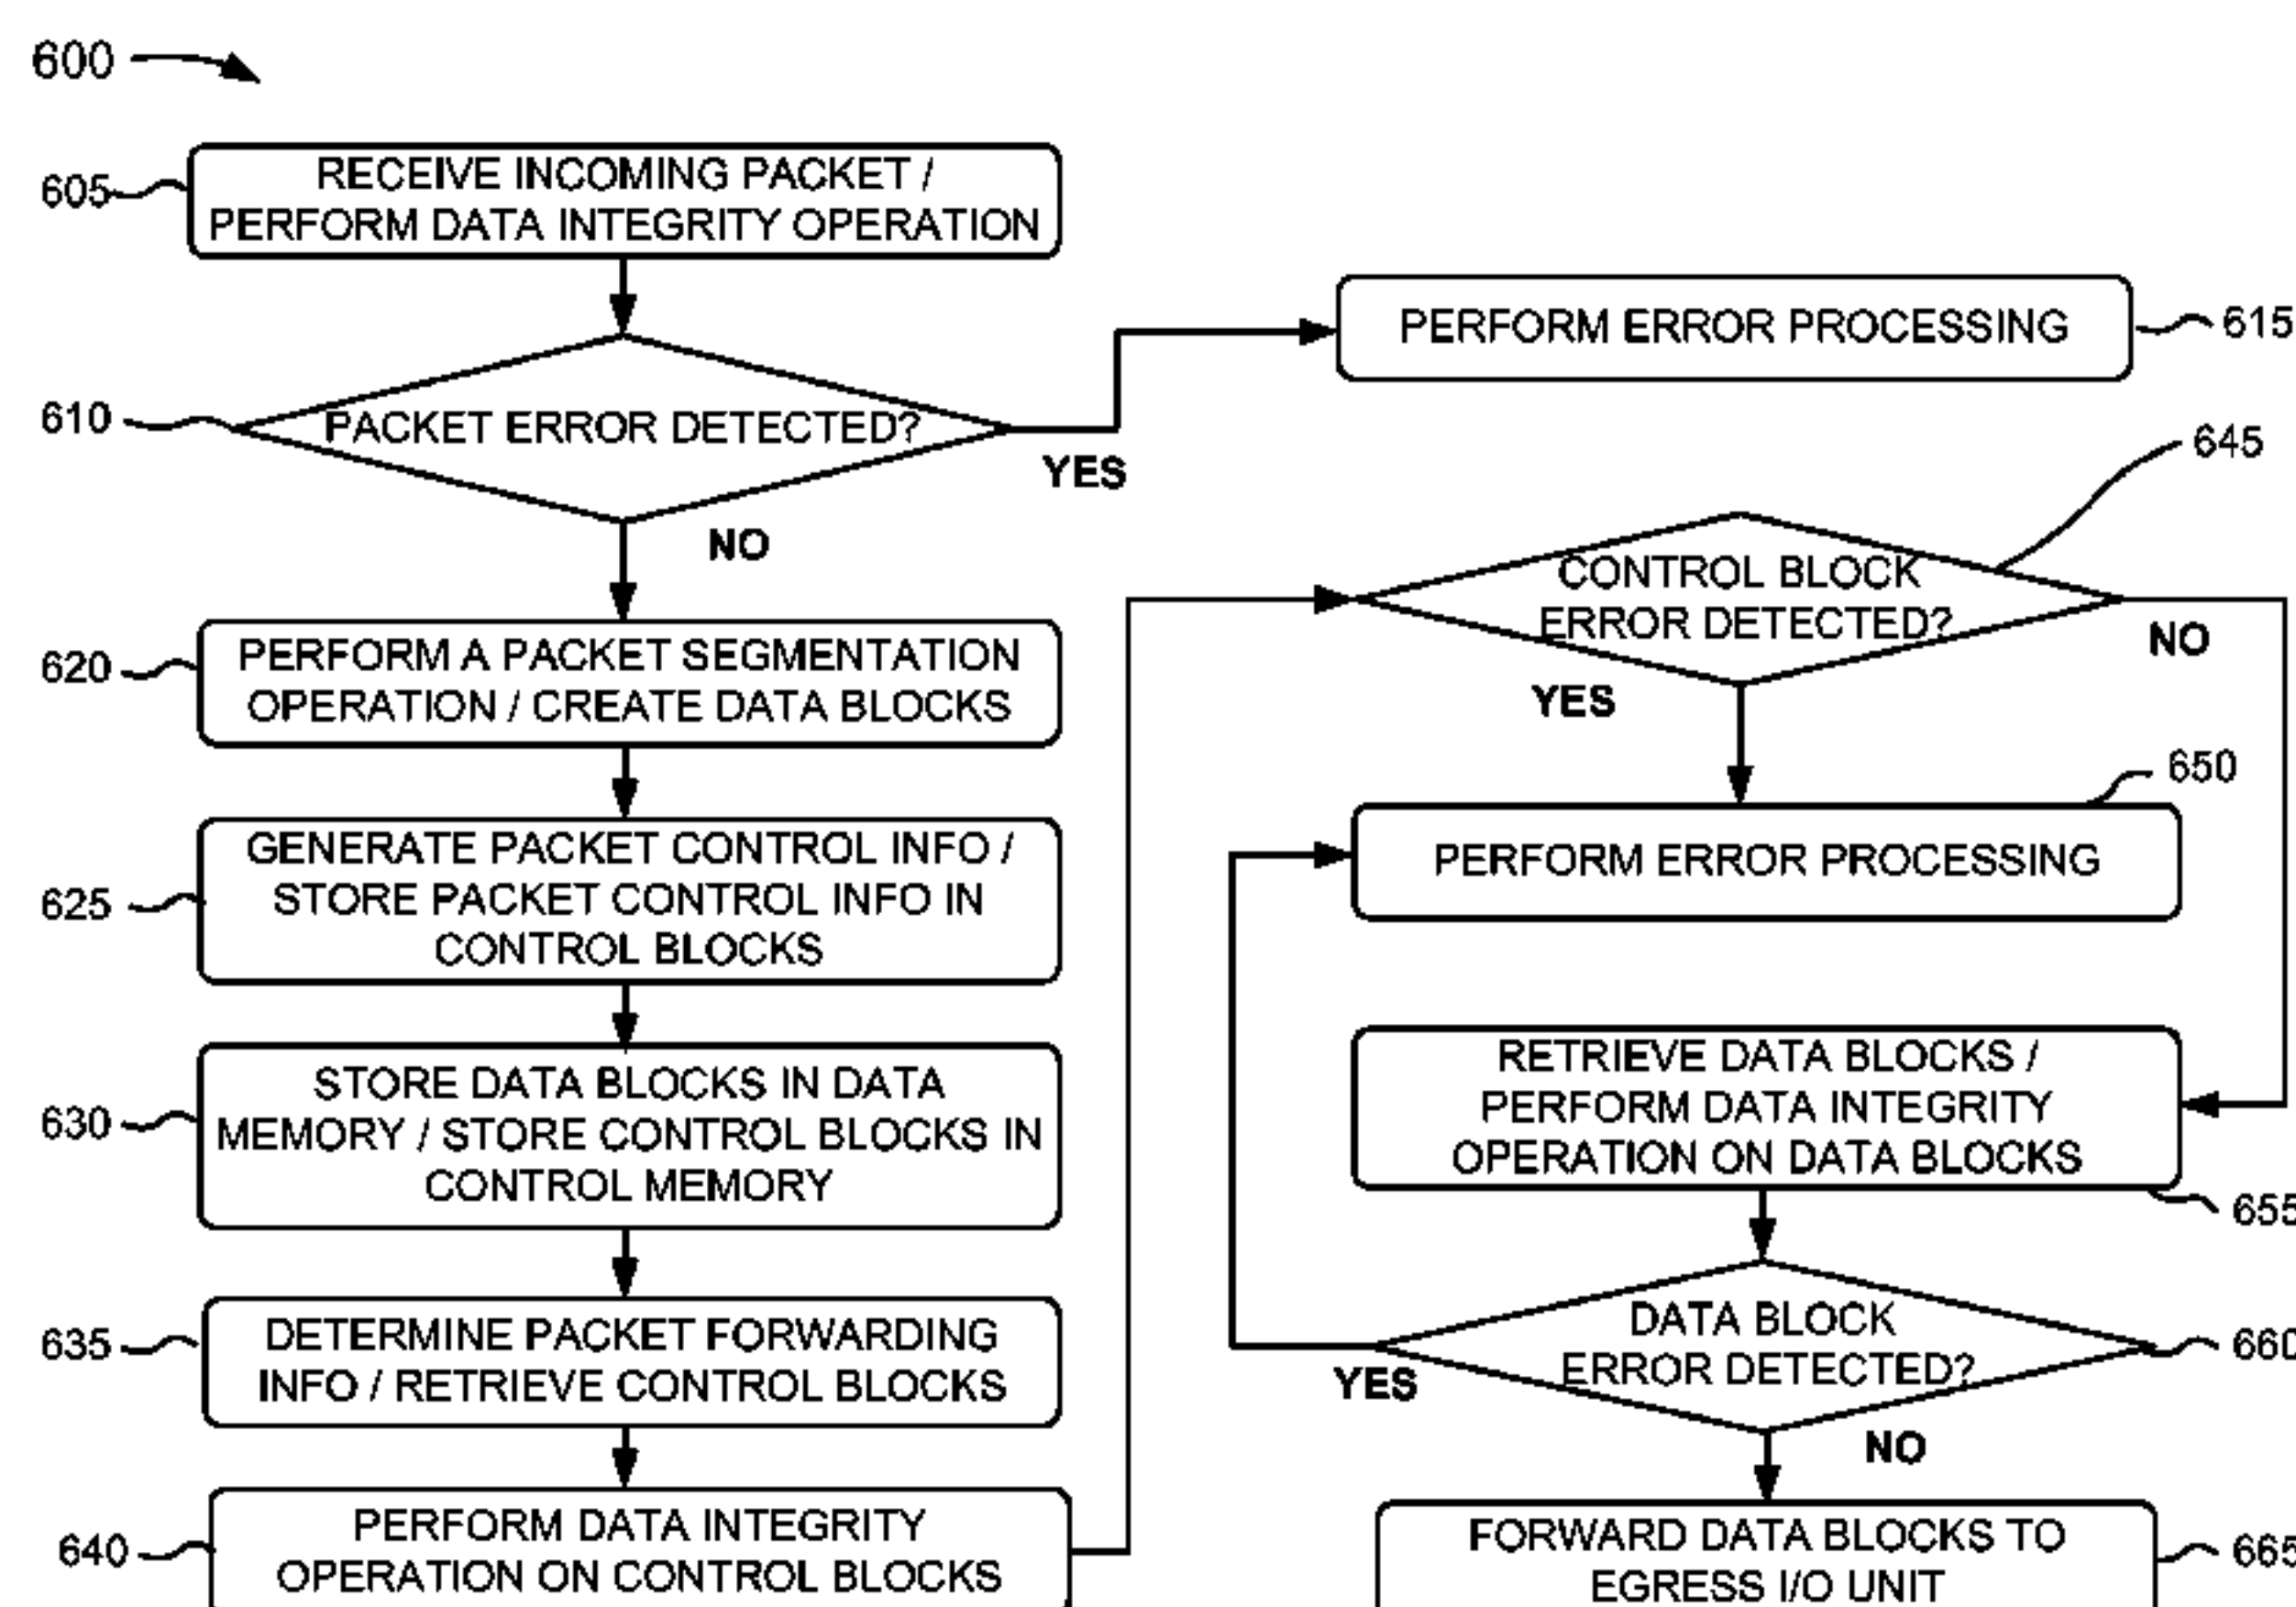 600
605
RECEIVE INCOMING PACKET /
PERFORM DATA INTEGRITY OPERATION
610
PACKET ERROR DETECTED?
YES
NO
PERFORM ERROR PROCESSING
615
620
PERFORM A PACKET SEGMENTATION
OPERATION / CREATE DATA BLOCKS
625
GENERATE PACKET CONTROL INFO /
STORE PACKET CONTROL INFO IN
CONTROL BLOCKS
630
STORE DATA BLOCKS IN DATA
MEMORY / STORE CONTROL BLOCKS IN
CONTROL MEMORY
635
DETERMINE PACKET FORWARDING
INFO / RETRIEVE CONTROL BLOCKS
640
PERFORM DATA INTEGRITY
OPERATION ON CONTROL BLOCKS
645
CONTROL BLOCK
ERROR DETECTED?
NO
YES
650
PERFORM ERROR PROCESSING
RETRIEVE DATA BLOCKS /
PERFORM DATA INTEGRITY
OPERATION ON DATA BLOCKS
655
DATA BLOCK
ERROR DETECTED?
660
YES
NO
FORWARD DATA BLOCKS TO
EGRESS I/O UNIT
665